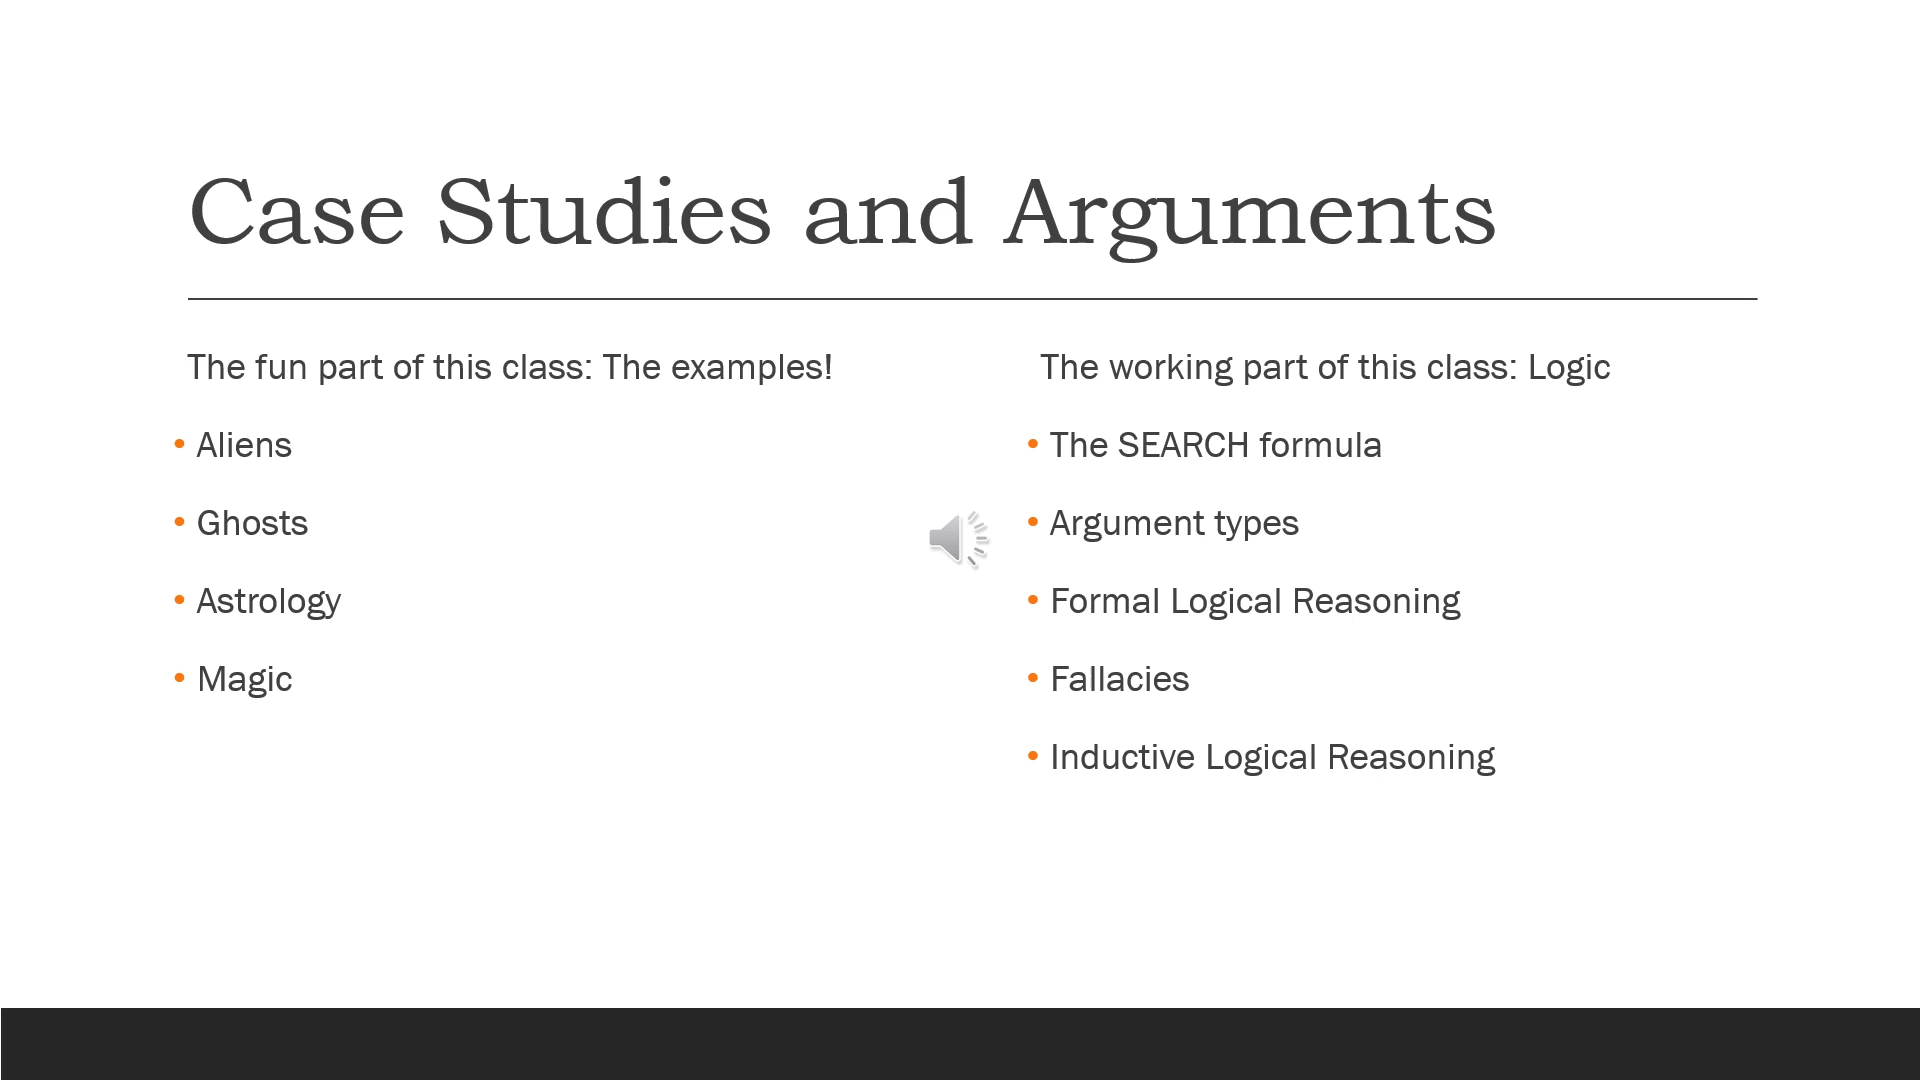 Case Studies and Arguments
The fun part of this class: The examples!
• Aliens
• Ghosts
• Astrology
• Magic
The working part of this class: Logic
• The SEARCH formula
• Argument types
• Formal Logical Reasoning
• Fallacies
• Inductive Logical Reasoning